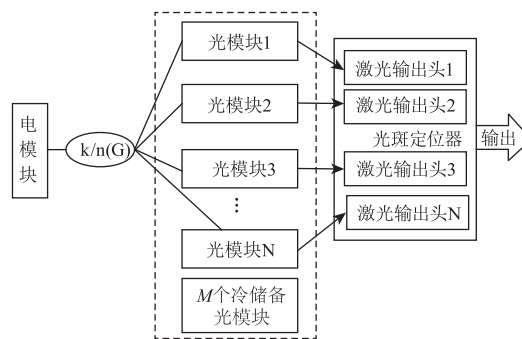 电模块
k/n(G)
光模块1
光模块2
光模块3
⋮
光模块N
M个冷储备
光模块
激光输出头1
激光输出头2
光斑定位器
激光输出头3
激光输出头N
输出